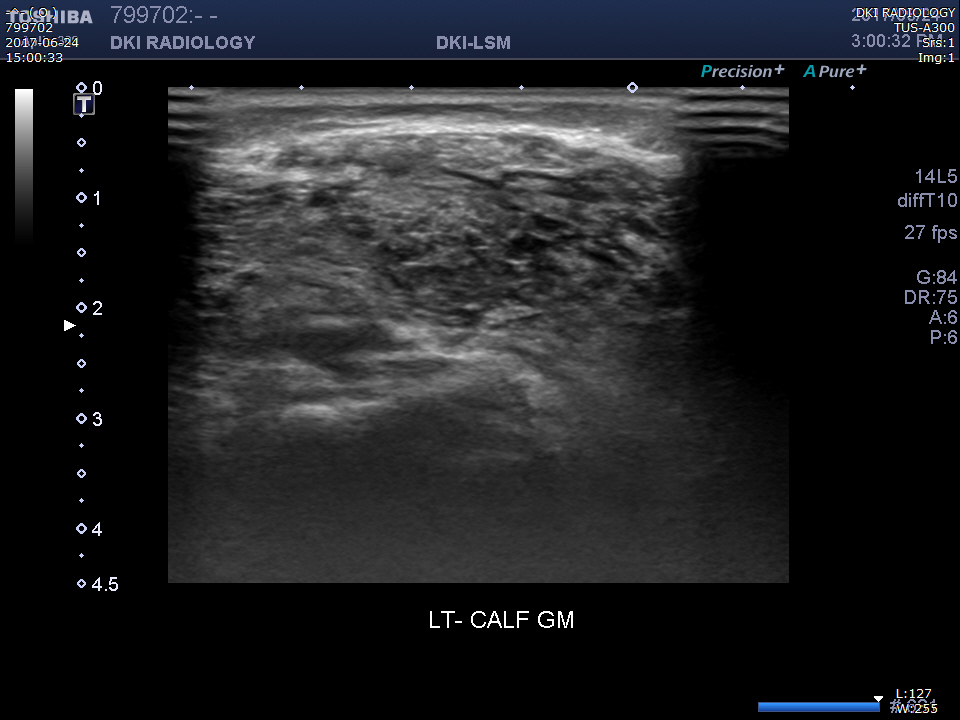 TOSHIBA 799702:- -
799702
2017-06-24
15:00:33
DKI RADIOLOGY DKI-LSM
DKI RADIOLOGY
TUS-A300
3:00:32 Srs:1
Img:1
Precision+ APure+
T
0
1
2
3
4
4.5
14L5
diffT10
27 fps
G:84
DR:75
A:6
P:6
LT- CALF GM
L:127
W:255